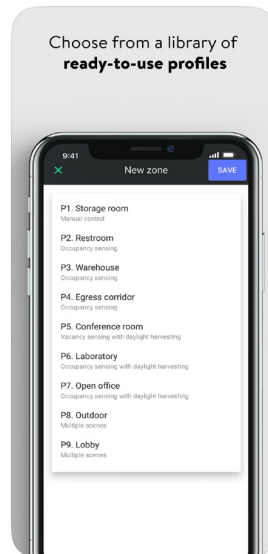 Choose from a library of
ready-to-use profiles
9:41
New zone
SAVE
P1. Storage room
Manual control
P2. Restroom
Occupancy sensing
P3. Warehouse
Occupancy sensing
P4. Egress corridor
Occupancy sensing
P5. Conference room
Vacancy sensing with daylight harvesting
P6. Laboratory
Occupancy sensing with daylight harvesting
P7. Open office
Occupancy sensing with daylight harvesting
P8. Outdoor
Multiple scenes
P9. Lobby
Multiple scenes